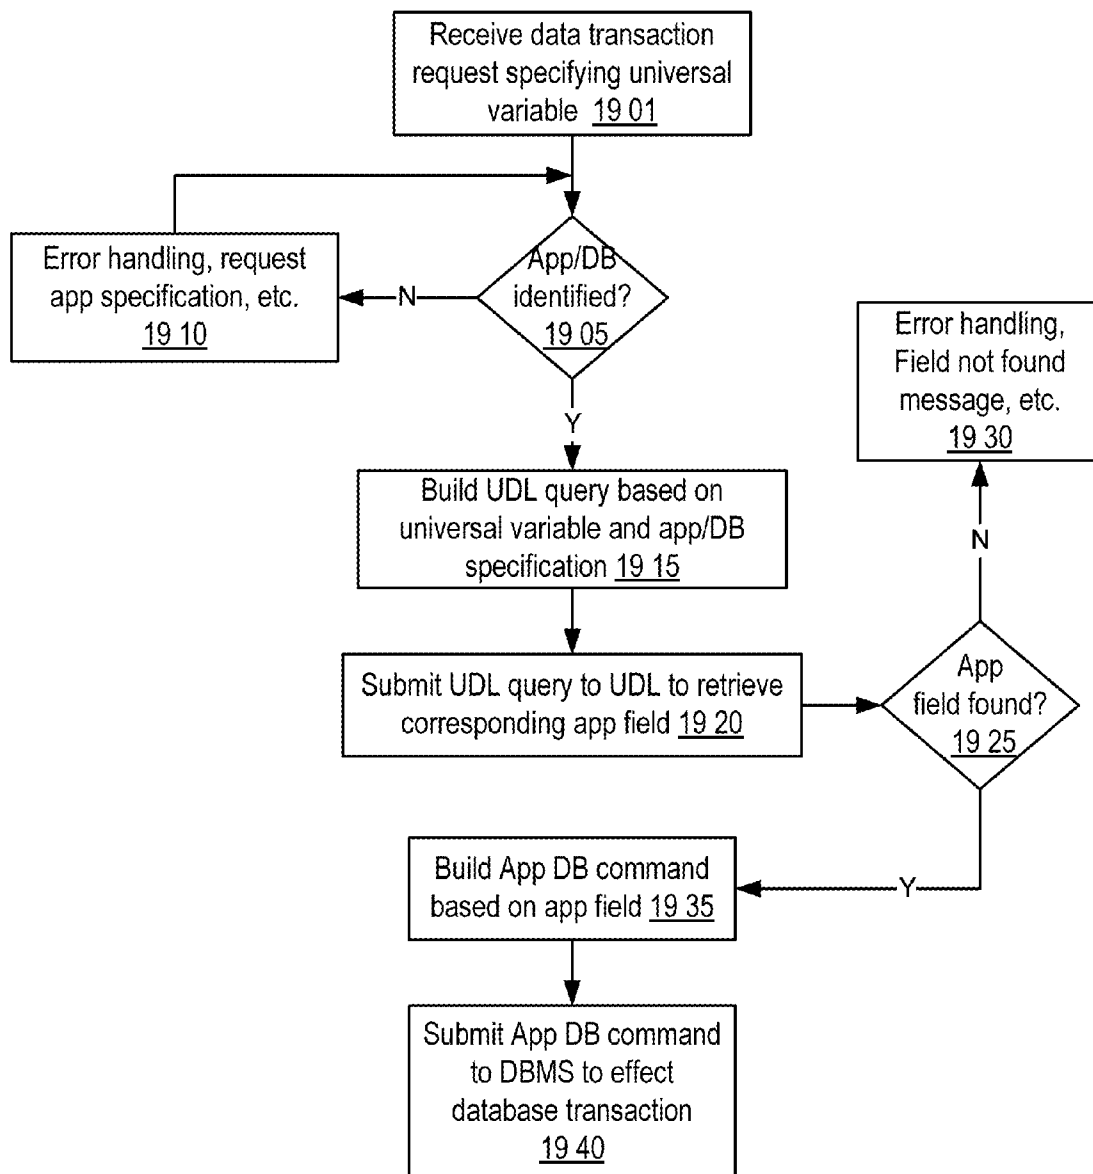 Receive data transaction
request specifying universal
variable 19 01
App/DB
identified?
19 05
N
Error handling, request
app specification, etc.
19 10
Y
Build UDL query based on
universal variable and app/DB
specification 19 15
Submit UDL query to UDL to retrieve
corresponding app field 19 20
App
field found?
19 25
N
Error handling,
Field not found
message, etc.
19 30
Y
Build App DB command
based on app field 19 35
Submit App DB command
to DBMS to effect
database transaction
19 40